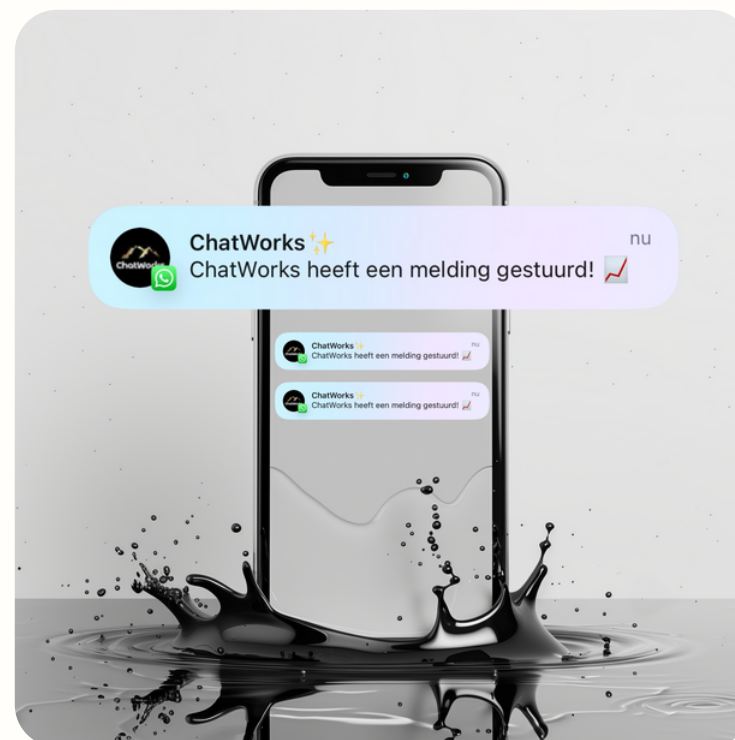 ChatWorks✨
nu
ChatWorks heeft een melding gestuurd! 📈
ChatWorks
ChatWorks✨
nu
ChatWorks heeft een melding gestuurd! 📈
ChatWorks✨
nu
ChatWorks heeft een melding gestuurd! 📈